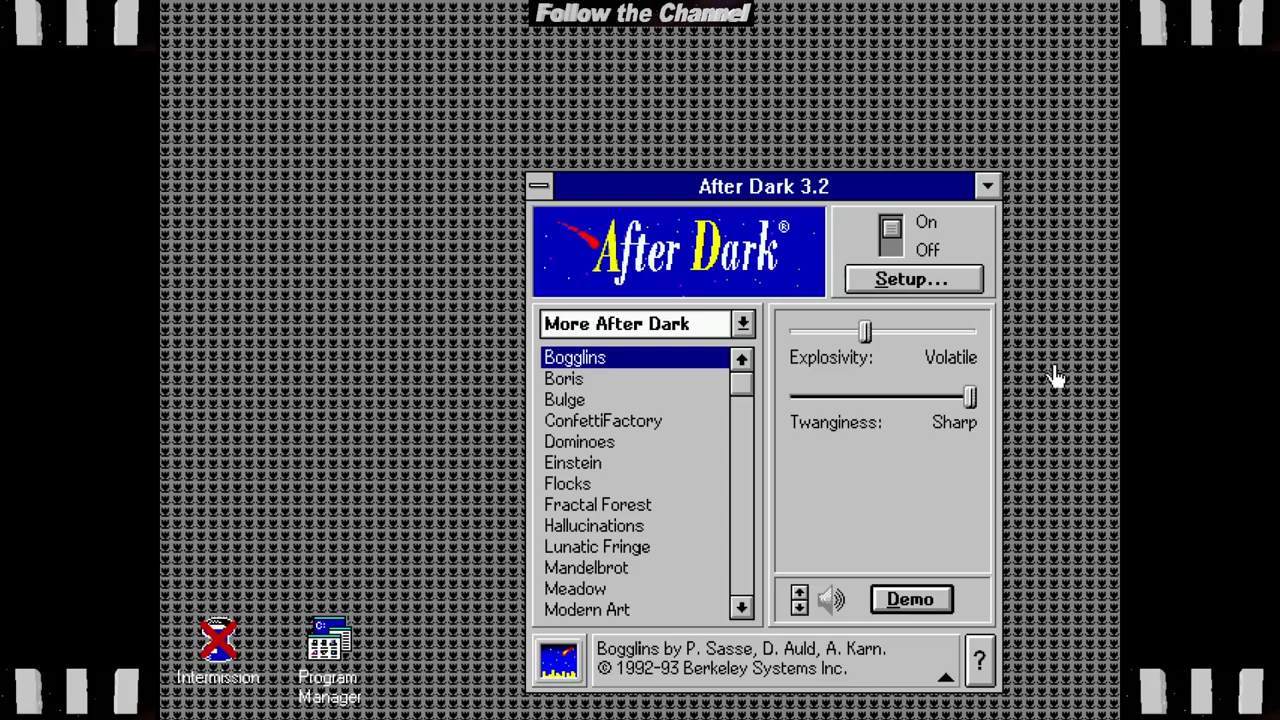 Follow the Channel
After Dark 3.2
After Dark®
On
Off
Setup...
More After Dark
Bogglins
Boris
Bulge
ConfettiFactory
Dominoes
Einstein
Flocks
Fractal Forest
Hallucinations
Lunatic Fringe
Mandelbrot
Meadow
Modern Art
Explosivity: Volatile
Twanginess: Sharp
Demo
Bogglins by P. Sasse, D. Auld, A. Karn.
© 1992-93 Berkeley Systems Inc.
?
C:
Intermission
Program
Manager